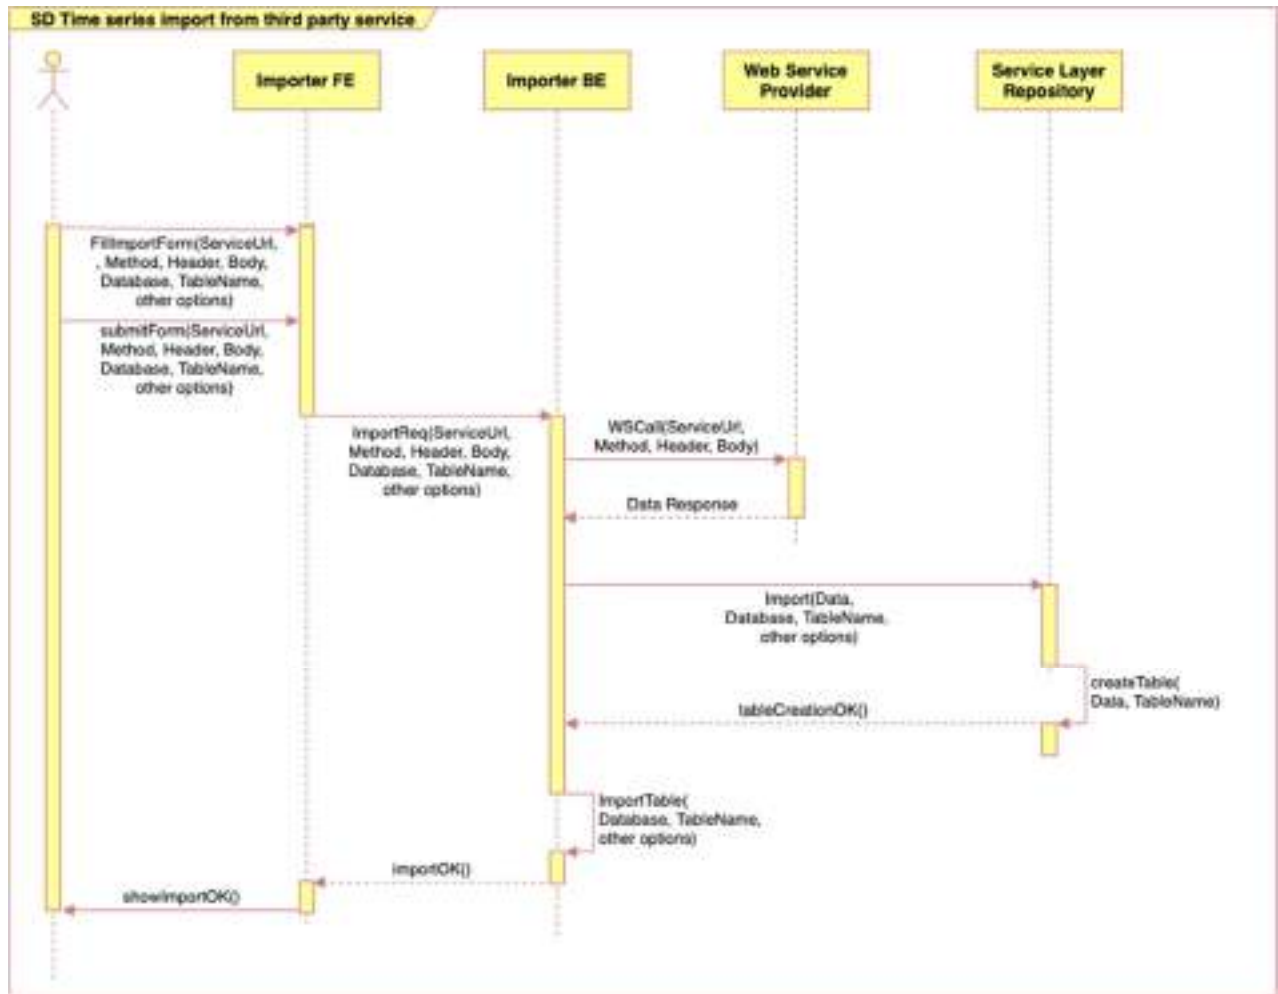 SD Time series import from third party service
Importer FE
Importer BE
Web Service
Provider
Service Layer
Repository
FillImportForm(ServiceUrl,
, Method, Header, Body,
Database, TableName,
other options)
submitForm(ServiceUrl,
Method, Header, Body,
Database, TableName,
other options)
ImportReq(ServiceUrl,
Method, Header, Body,
Database, TableName,
other options)
WSCall(ServiceUrl,
Method, Header, Body)
Data Response
Import(Data,
Database, TableName,
other options)
createTable(
Data, TableName)
tableCreationOK()
ImportTable(
Database, TableName,
other options)
importOK()
showImportOK()